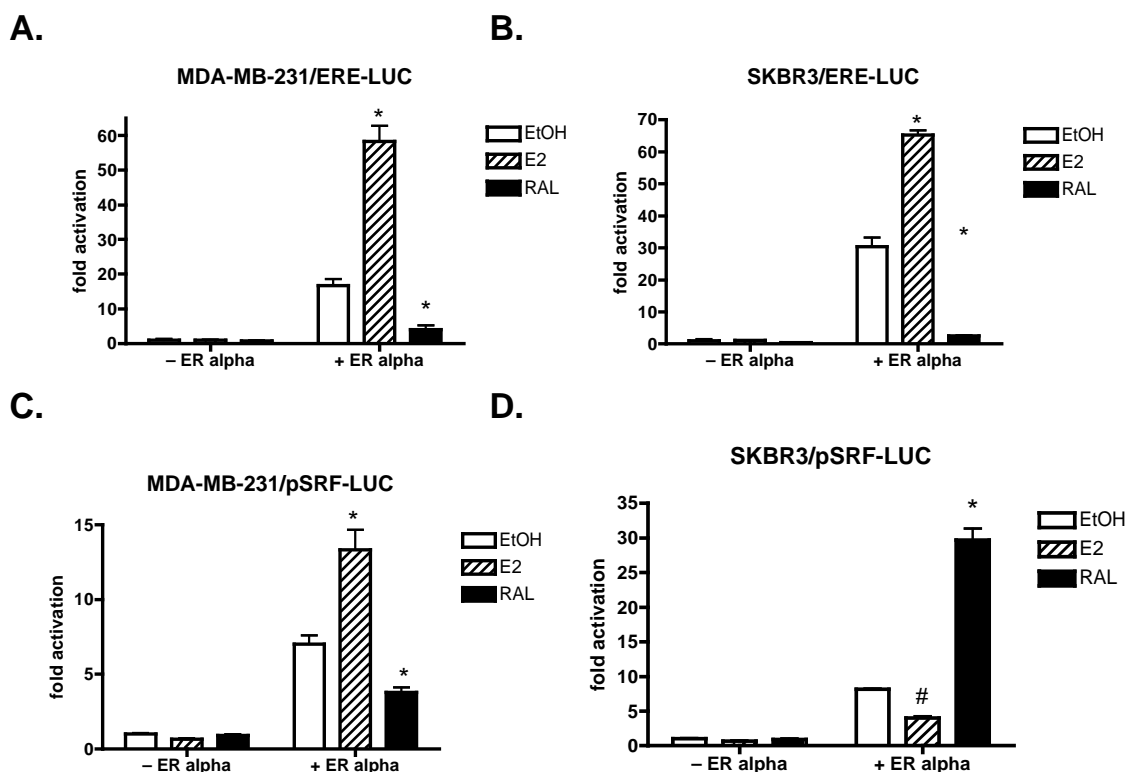 A.
MDA-MB-231/ERE-LUC
fold activation
60
50
40
30
20
10
0
*
*
– ER alpha
+ ER alpha
EtOH
E2
RAL
B.
SKBR3/ERE-LUC
fold activation
70
60
50
40
30
20
10
0
*
*
– ER alpha
+ ER alpha
EtOH
E2
RAL
C.
MDA-MB-231/pSRF-LUC
fold activation
15
10
5
0
*
*
– ER alpha
+ ER alpha
EtOH
E2
RAL
D.
SKBR3/pSRF-LUC
fold activation
35
30
25
20
15
10
5
0
#
*
– ER alpha
+ ER alpha
EtOH
E2
RAL